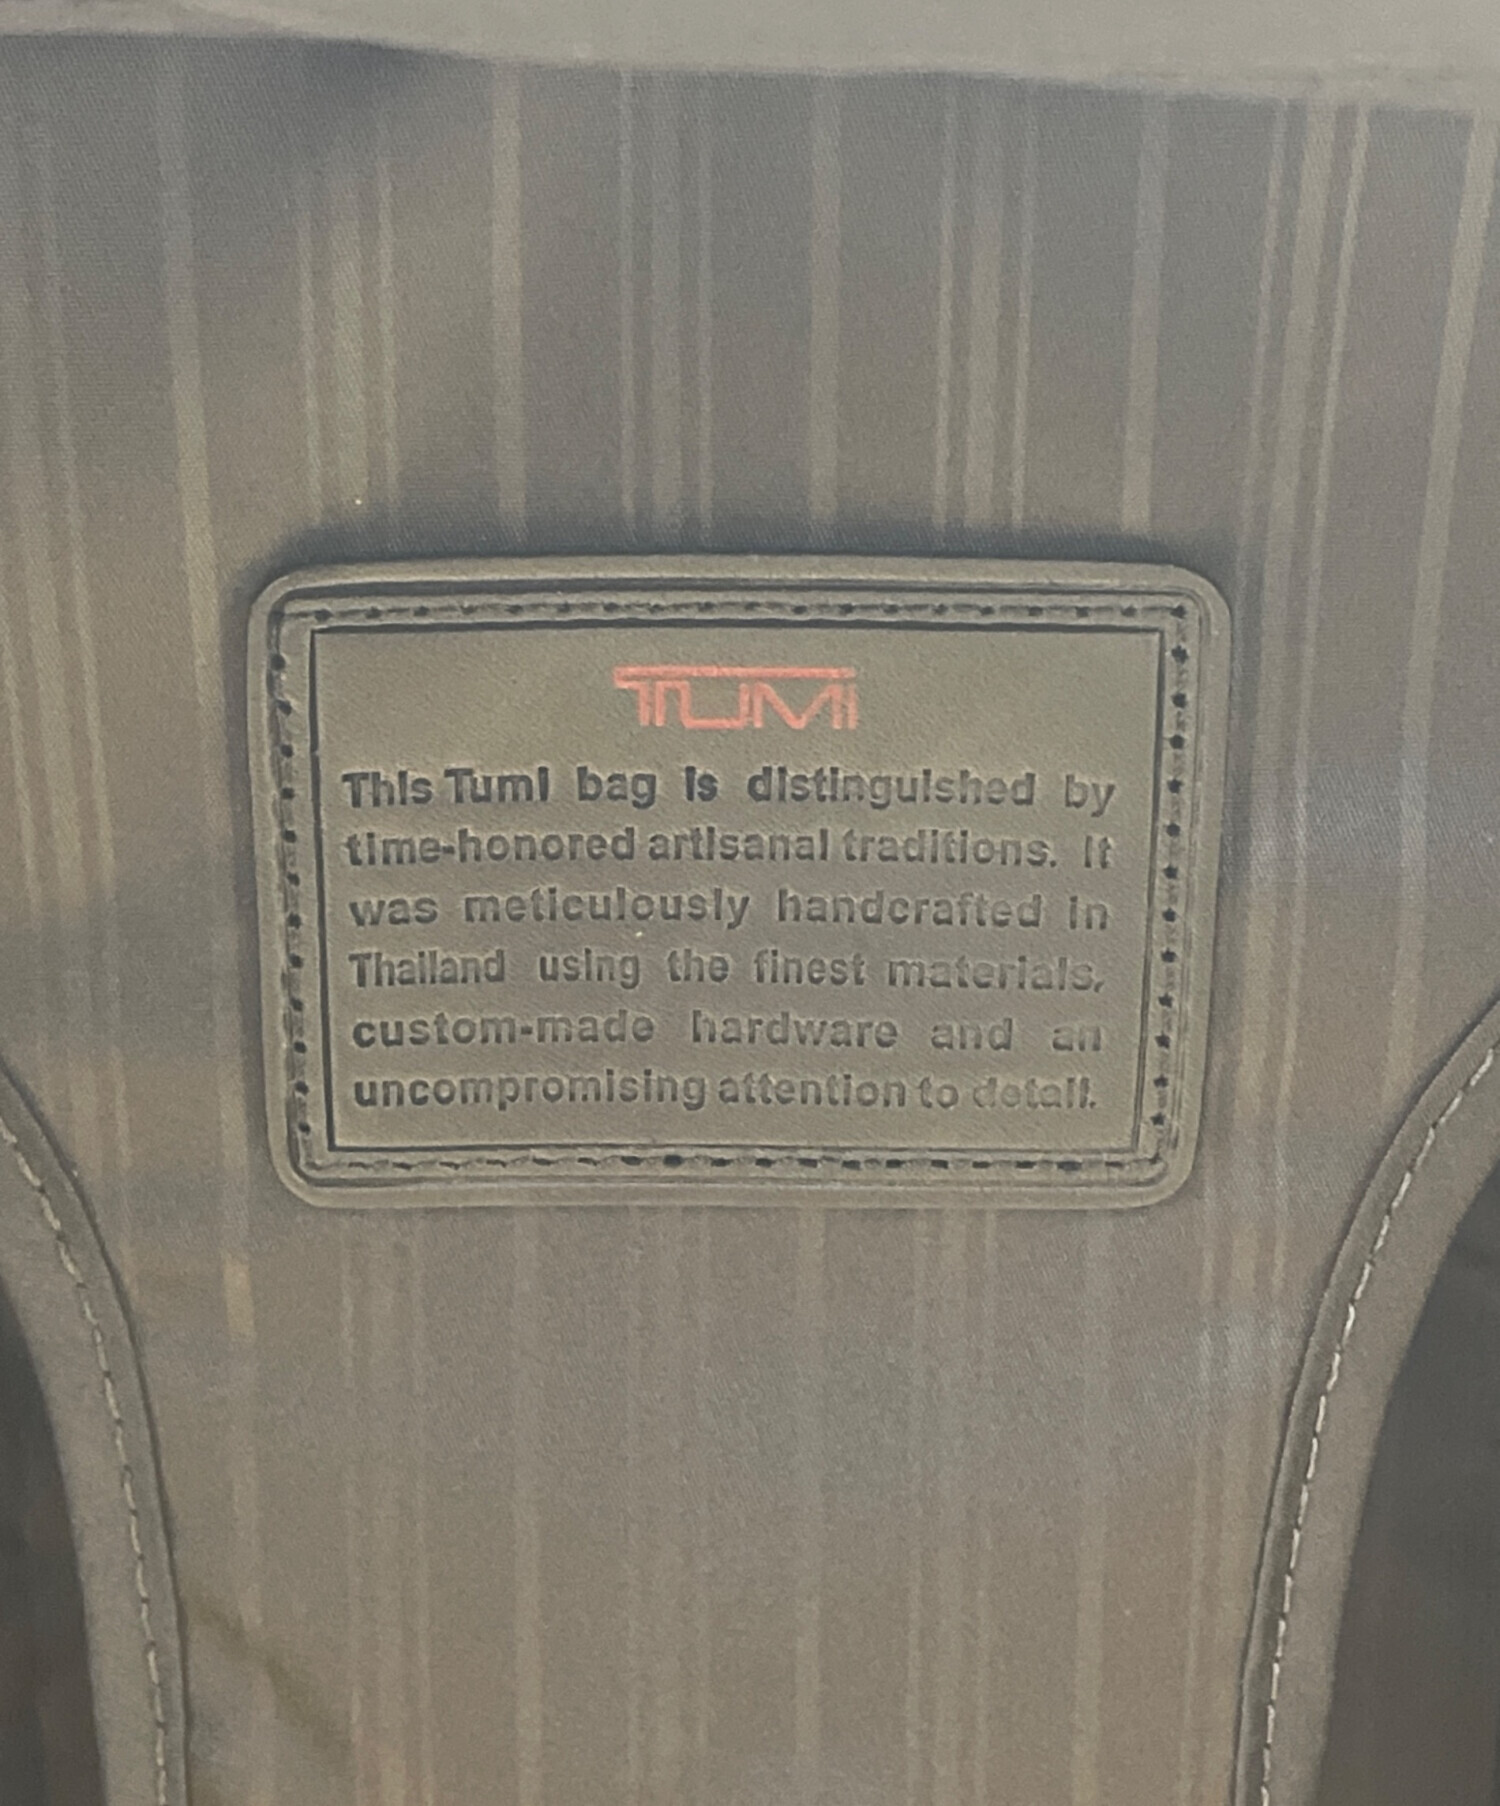 TUMI
This Tumi bag is distinguished by
time-honored artisanal traditions. It
was meticulously handcrafted in
Thailand using the finest materials,
custom-made hardware and an
uncompromising attention to detail.